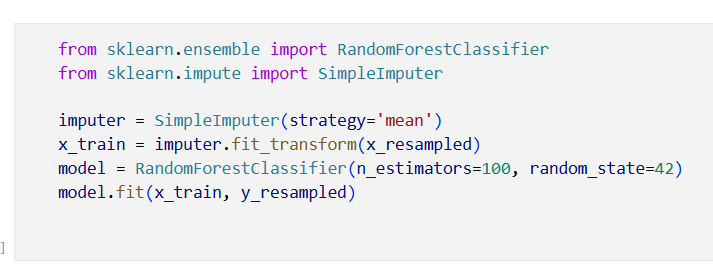 from sklearn.ensemble import RandomForestClassifier
from sklearn.impute import SimpleImputer
imputer = SimpleImputer(strategy='mean')
x_train = imputer.fit_transform(x_resampled)
model = RandomForestClassifier(n_estimators=100, random_state=42)
model.fit(x_train, y_resampled)
]